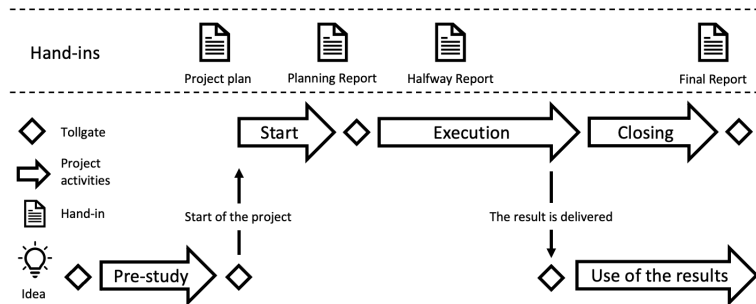 Hand-ins
Project plan
Planning Report
Halfway Report
Final Report
Tollgate
Start
Execution
Closing
Project
activities
Hand-in
Start of the project
The result is delivered
Idea
Pre-study
Use of the results